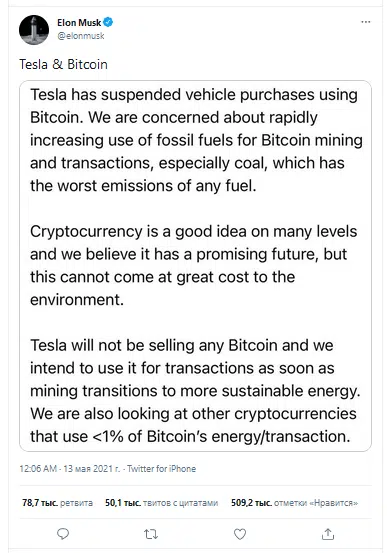 Elon Musk
@elonmusk
Tesla & Bitcoin
Tesla has suspended vehicle purchases using
Bitcoin. We are concerned about rapidly
increasing use of fossil fuels for Bitcoin mining
and transactions, especially coal, which has
the worst emissions of any fuel.
Cryptocurrency is a good idea on many levels
and we believe it has a promising future, but
this cannot come at great cost to the
environment.
Tesla will not be selling any Bitcoin and we
intend to use it for transactions as soon as
mining transitions to more sustainable energy.
We are also looking at other cryptocurrencies
that use <1% of Bitcoin's energy/transaction.
12:06 AM · 13 мая 2021 г. · Twitter for iPhone
78,7 тыс. ретвита 50,1 тыс. твитов с цитатами 509,2 тыс. отметки «Нравится»